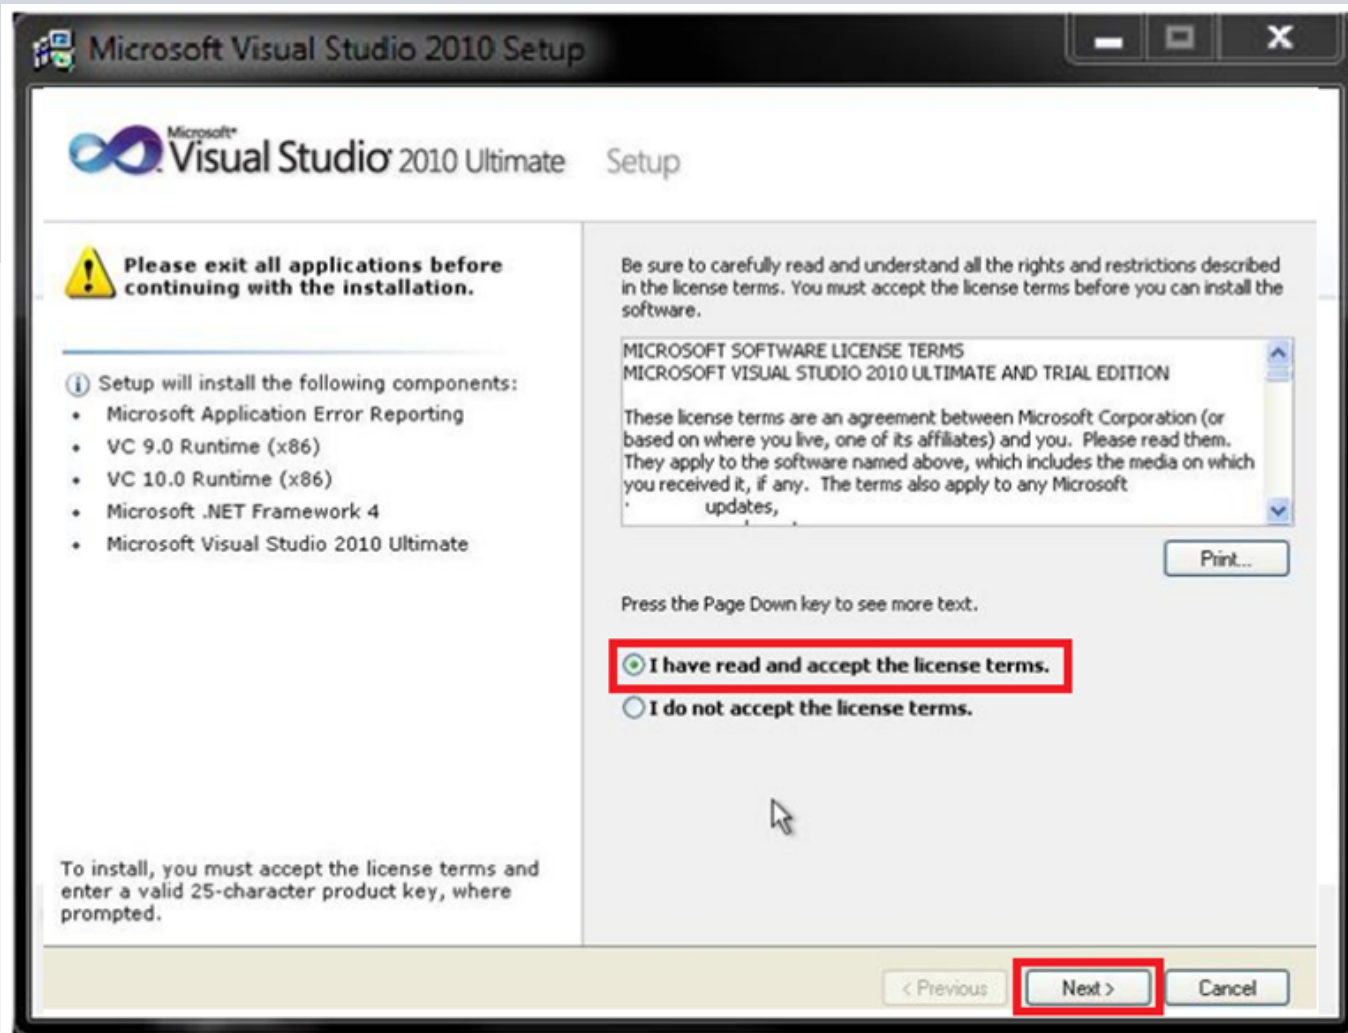 Microsoft Visual Studio 2010 Setup
Microsoft®
Visual Studio® 2010 Ultimate Setup
Please exit all applications before
continuing with the installation.
Setup will install the following components:
• Microsoft Application Error Reporting
• VC 9.0 Runtime (x86)
• VC 10.0 Runtime (x86)
• Microsoft .NET Framework 4
• Microsoft Visual Studio 2010 Ultimate
To install, you must accept the license terms and
enter a valid 25-character product key, where
prompted.
Be sure to carefully read and understand all the rights and restrictions described
in the license terms. You must accept the license terms before you can install the
software.
MICROSOFT SOFTWARE LICENSE TERMS
MICROSOFT VISUAL STUDIO 2010 ULTIMATE AND TRIAL EDITION
These license terms are an agreement between Microsoft Corporation (or
based on where you live, one of its affiliates) and you. Please read them.
They apply to the software named above, which includes the media on which
you received it, if any. The terms also apply to any Microsoft
· updates,
Print...
Press the Page Down key to see more text.
I have read and accept the license terms.
I do not accept the license terms.
< Previous
Next >
Cancel